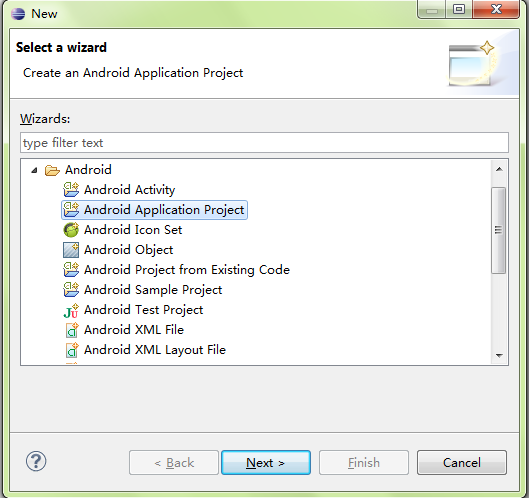 New
Select a wizard
Create an Android Application Project
Wizards:
type filter text
Android
Android Activity
Android Application Project
Android Icon Set
Android Object
Android Project from Existing Code
Android Sample Project
Android Test Project
Android XML File
Android XML Layout File
< Back
Next >
Finish
Cancel